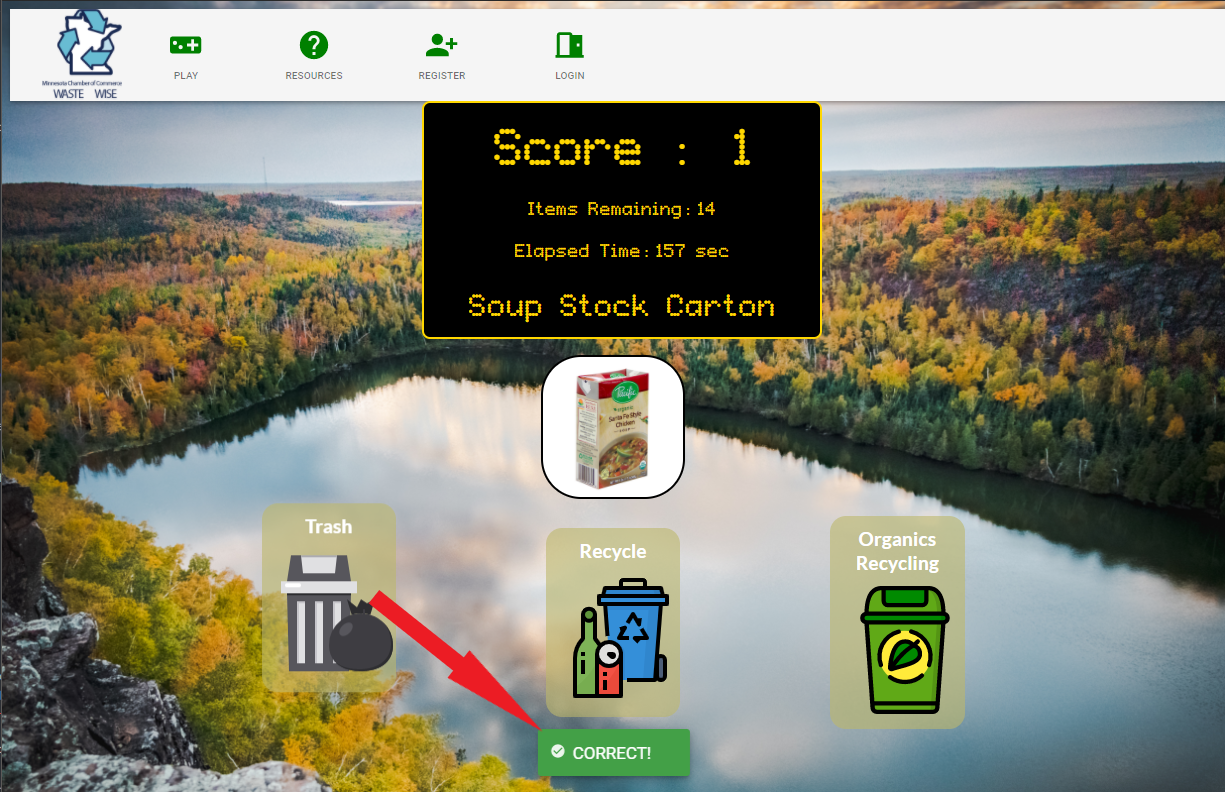 Minnesota Chamber of Commerce
WASTE WISE
PLAY
RESOURCES
REGISTER
LOGIN
Score : 1
Items Remaining: 14
Elapsed Time: 157 sec
Soup Stock Carton
Pacific
organic
Santa Fe Style
Chicken
Trash
Recycle
Organics
Recycling
CORRECT!